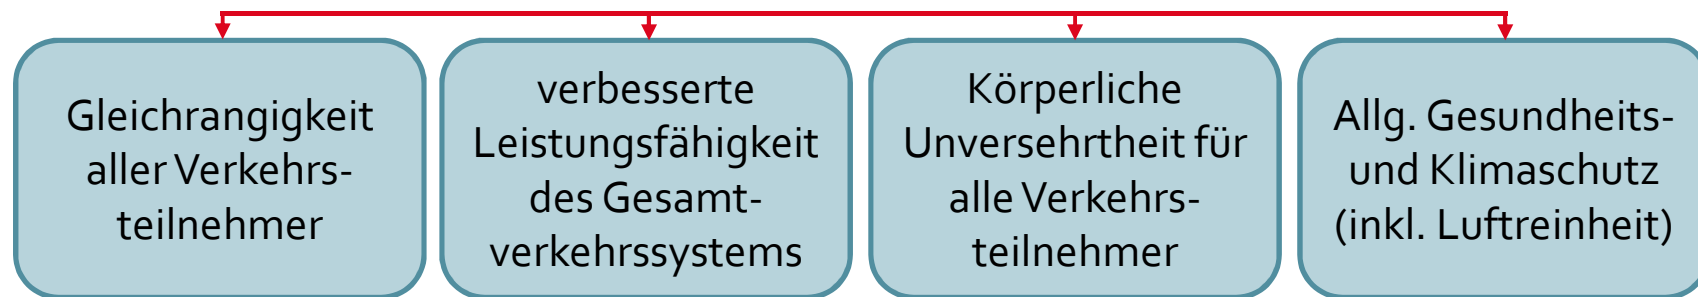 Gleichrangigkeit
aller Verkehrs-
teilnehmer
verbesserte
Leistungsfähigkeit
des Gesamt-
verkehrssystems
Körperliche
Unversehrtheit für
alle Verkehrs-
teilnehmer
Allg. Gesundheits-
und Klimaschutz
(inkl. Luftreinheit)